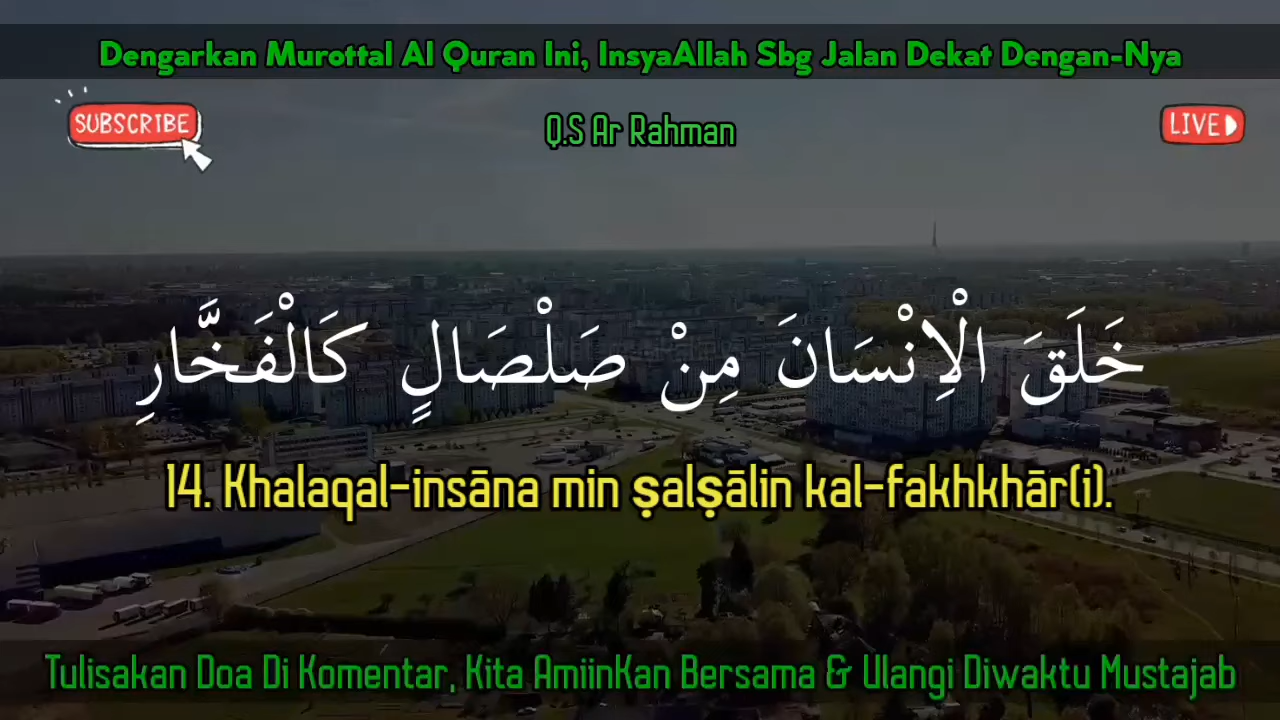 Dengarkan Murottal Al Quran Ini, InsyaAllah Sbg Jalan Dekat Dengan-Nya
SUBSCRIBE
Q.S Ar Rahman
LIVE
خَلَقَ الْاِنْسَانَ مِنْ صَلْصَالٍ كَالْفَخَّارِ
14. Khalaqal-insāna min ṣalṣālin kal-fakhkhār(i).
Tulisakan Doa Di Komentar, Kita AmiinKan Bersama & Ulangi Diwaktu Mustajab